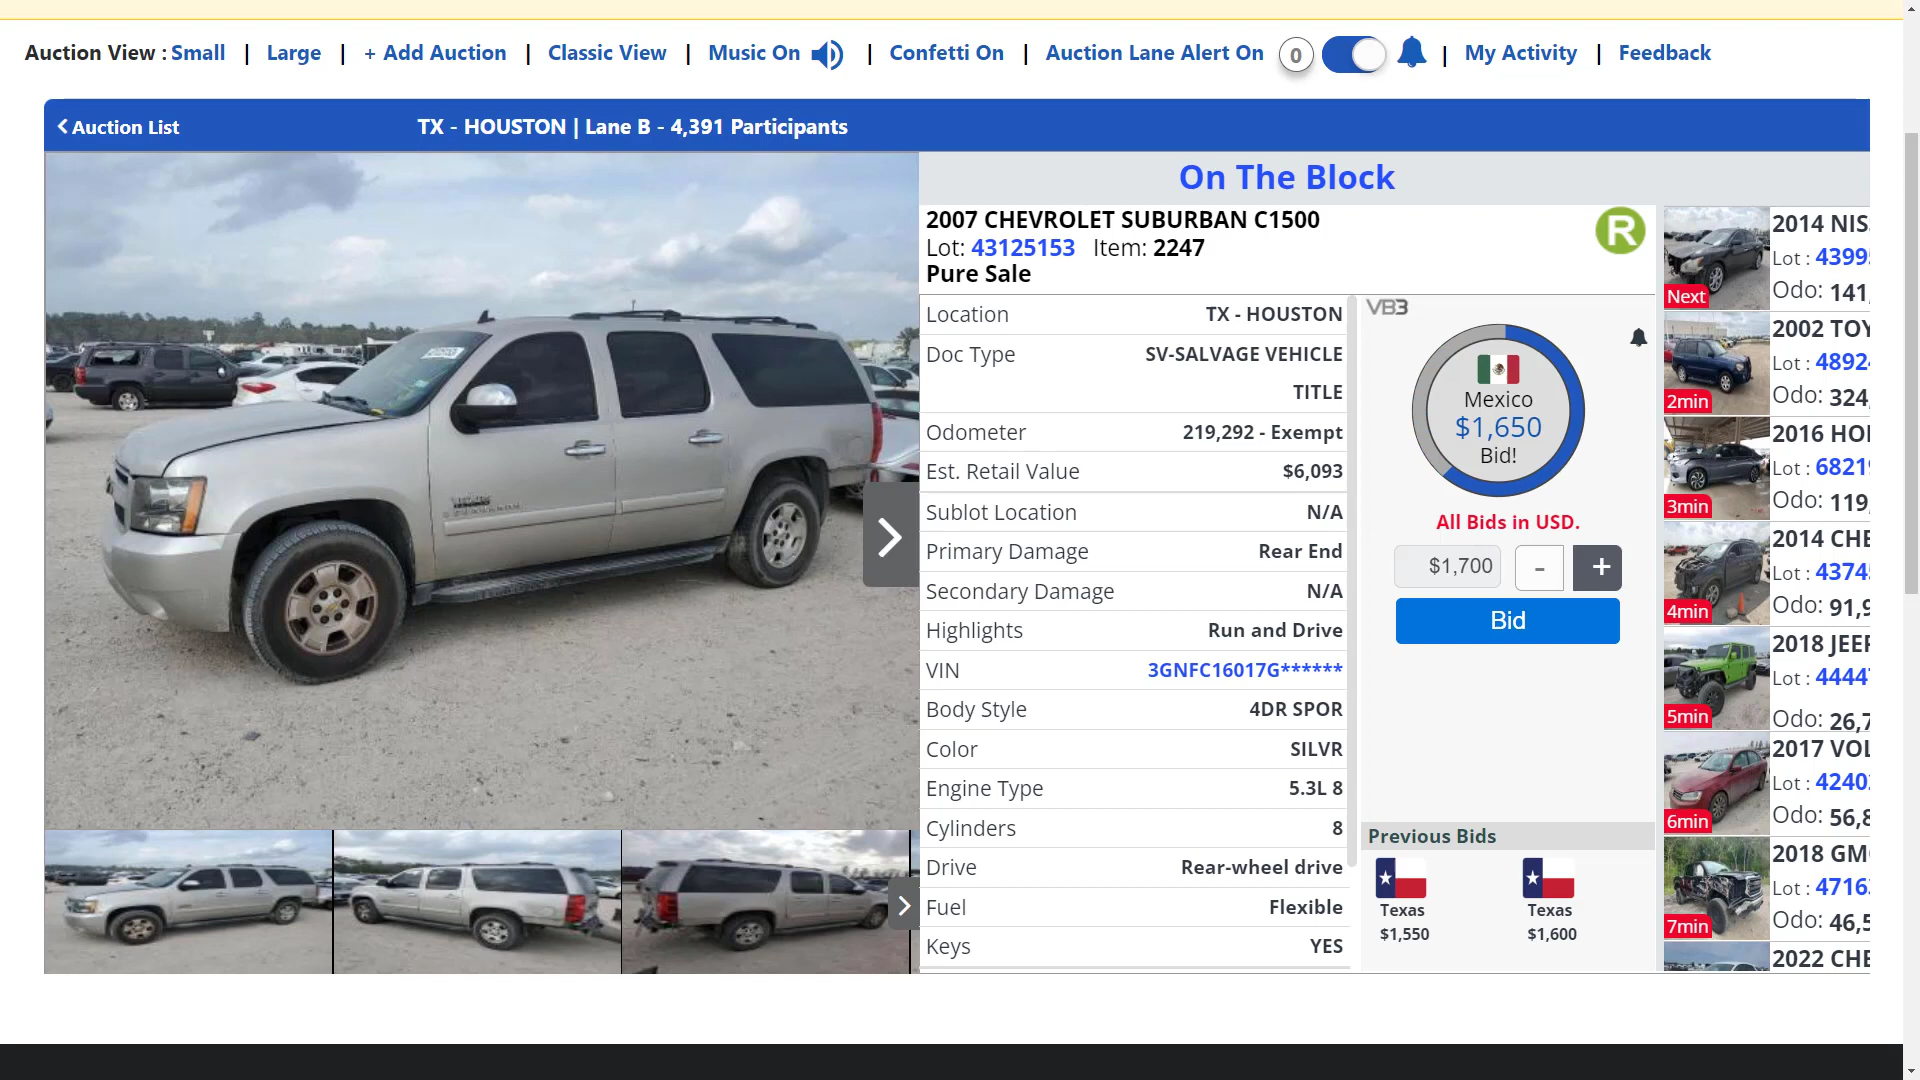 Auction View : Small | Large | + Add Auction | Classic View | Music On | Confetti On | Auction Lane Alert On 0 | My Activity | Feedback
Auction List
TX - HOUSTON | Lane B - 4,391 Participants
On The Block
2007 CHEVROLET SUBURBAN C1500
Lot: 43125153 Item: 2247
Pure Sale
R
Location TX - HOUSTON
Doc Type SV-SALVAGE VEHICLE
TITLE
Odometer 219,292 - Exempt
Est. Retail Value $6,093
Sublot Location N/A
Primary Damage Rear End
Secondary Damage N/A
Highlights Run and Drive
VIN 3GNFC16017G******
Body Style 4DR SPOR
Color SILVR
Engine Type 5.3L 8
Cylinders 8
Drive Rear-wheel drive
Fuel Flexible
Keys YES
VB3
Mexico
$1,650
Bid!
All Bids in USD.
$1,700 - +
Bid
Previous Bids
Texas
$1,550
Texas
$1,600
2014 NIS
Lot : 4399
Odo: 141,
Next
2002 TOY
Lot : 4892
Odo: 324,
2min
2016 HO
Lot : 6821
Odo: 119,
3min
2014 CHE
Lot : 4374
Odo: 91,9
4min
2018 JEEP
Lot : 4444
Odo: 26,7
5min
2017 VOL
Lot : 4240
Odo: 56,8
6min
2018 GM
Lot : 4716
Odo: 46,5
7min
2022 CHE